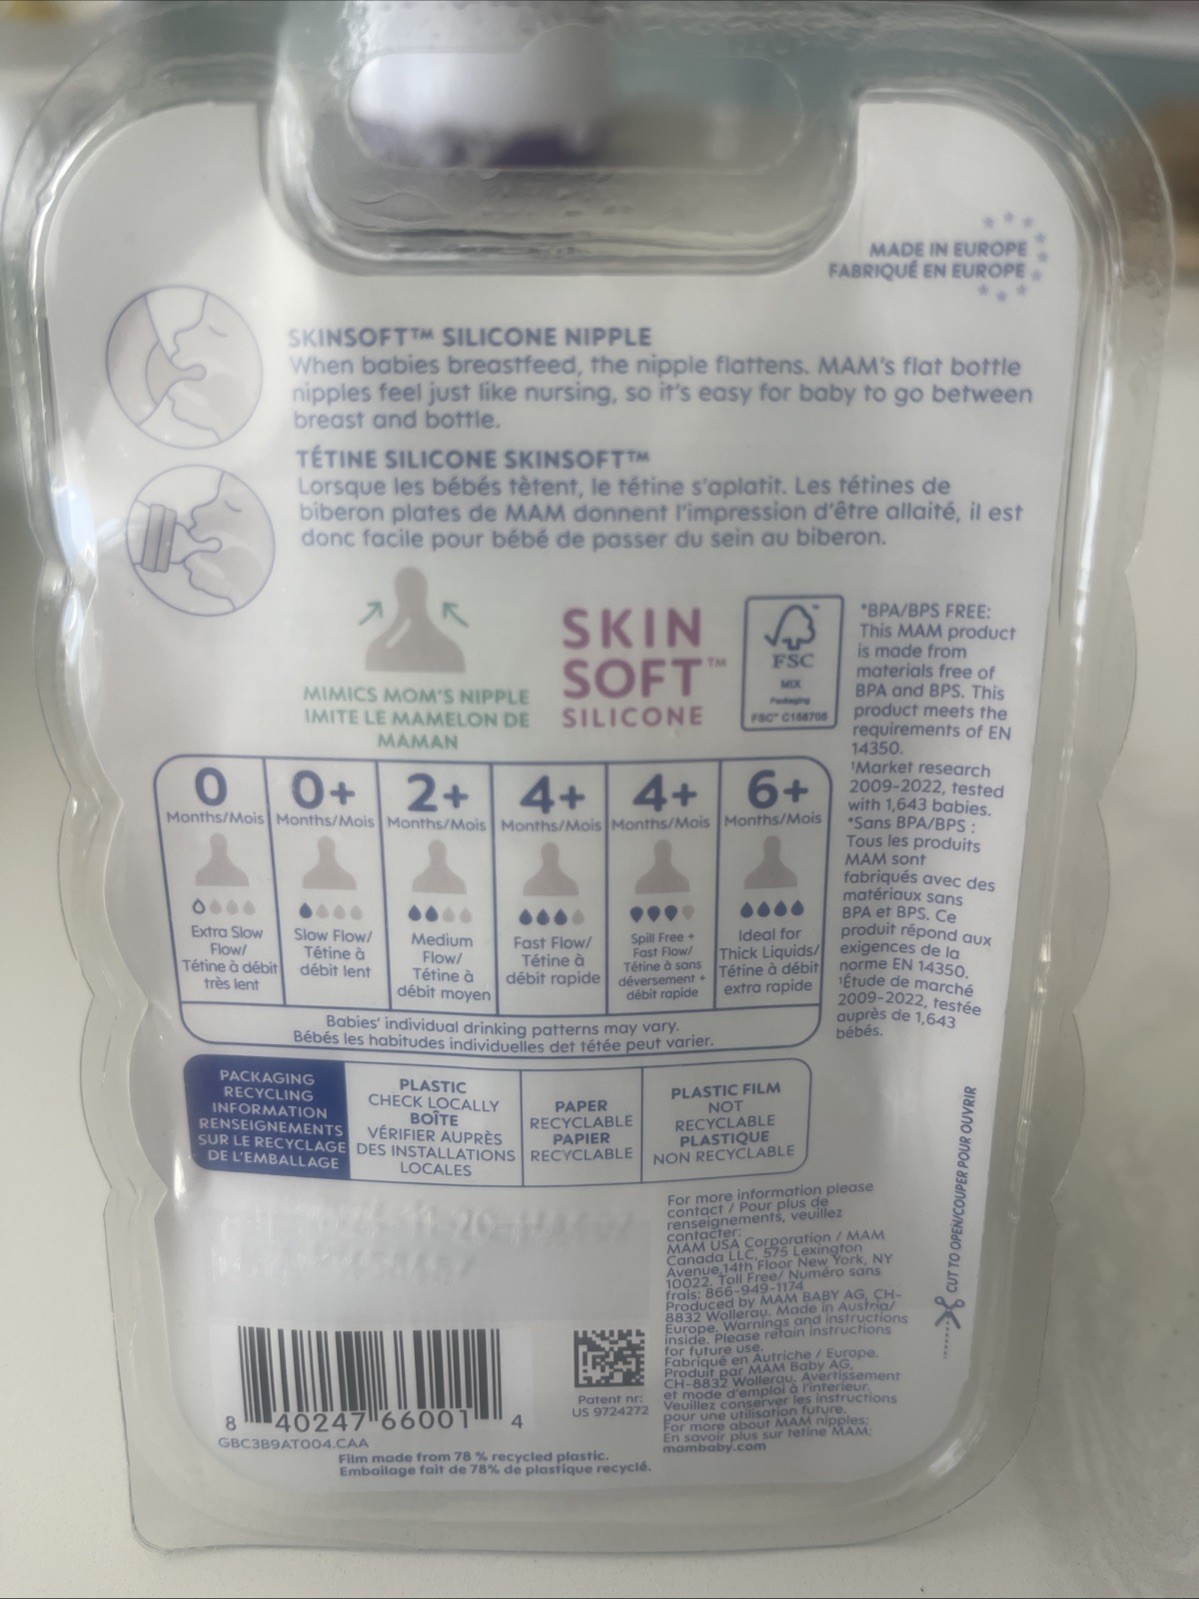 MADE IN EUROPE
FABRIQUÉ EN EUROPE
SKINSOFT™ SILICONE NIPPLE
When babies breastfeed, the nipple flattens. MAM's flat bottle
nipples feel just like nursing, so it's easy for baby to go between
breast and bottle.
TÉTINE SILICONE SKINSOFT™
Lorsque les bébés tètent, le tétine s'aplatit. Les tétines de
biberon plates de MAM donnent l'impression d'être allaité, il est
donc facile pour bébé de passer du sein au biberon.
MIMICS MOM'S NIPPLE
IMITE LE MAMELON DE
MAMAN
SKIN
SOFT™
SILICONE
FSC
MIX
Packaging
FSC™ C158708
*BPA/BPS FREE:
This MAM product
is made from
materials free of
BPA and BPS. This
product meets the
requirements of EN
14350.
¹Market research
2009-2022, tested
with 1,643 babies.
*Sans BPA/BPS :
Tous les produits
MAM sont
fabriqués avec des
matériaux sans
BPA et BPS. Ce
produit répond aux
exigences de la
norme EN 14350.
¹Étude de marché
2009-2022, testée
auprès de 1,643
bébés.
0
Months/Mois
Extra Slow
Flow/
Tétine à débit
très lent
0+
Months/Mois
Slow Flow/
Tétine à
débit lent
2+
Months/Mois
Medium
Flow/
Tétine à
débit moyen
4+
Months/Mois
Fast Flow/
Tétine à
débit rapide
4+
Months/Mois
Spill Free +
Fast Flow/
Tétine à sans
déversement +
débit rapide
6+
Months/Mois
Ideal for
Thick Liquids/
Tétine à débit
extra rapide
Babies' individual drinking patterns may vary.
Bébés les habitudes individuelles det tétée peut varier.
PACKAGING
RECYCLING
INFORMATION
RENSEIGNEMENTS
SUR LE RECYCLAGE
DE L'EMBALLAGE
PLASTIC
CHECK LOCALLY
BOÎTE
VÉRIFIER AUPRÈS
DES INSTALLATIONS
LOCALES
PAPER
RECYCLABLE
PAPIER
RECYCLABLE
PLASTIC FILM
NOT
RECYCLABLE
PLASTIQUE
NON RECYCLABLE
CUT TO OPEN/COUPER POUR OUVRIR
For more information please
contact / Pour plus de
renseignements, veuillez
contacter:
MAM USA Corporation / MAM
Canada LLC, 575 Lexington
Avenue,14th Floor New York, NY
10022. Toll Free/ Numéro sans
frais: 866-949-1174
Produced by MAM BABY AG, CH-
8832 Wollerau. Made in Austria/
Europe. Warnings and instructions
inside. Please retain instructions
for future use.
Fabriqué en Autriche / Europe.
Produit par MAM Baby AG,
CH-8832 Wollerau. Avertissement
et mode d'emploi à l'interieur.
Veuillez conserver les instructions
pour une utilisation future.
For more about MAM nipples:
En savoir plus sur tetine MAM:
mambaby.com
8 40247 66001 4
GBC3B9AT004.CAA
Patent nr:
US 9724272
Film made from 78 % recycled plastic.
Emballage fait de 78% de plastique recyclé.